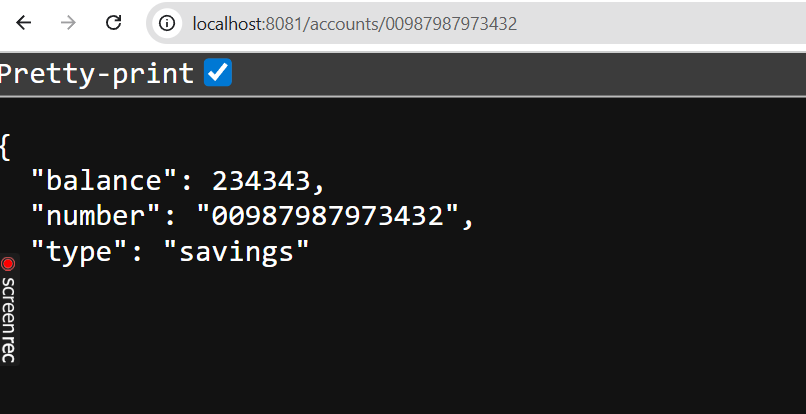 localhost:8081/accounts/00987987973432
Pretty-print
{
"balance": 234343,
"number": "00987987973432",
"type": "savings"
screenrec